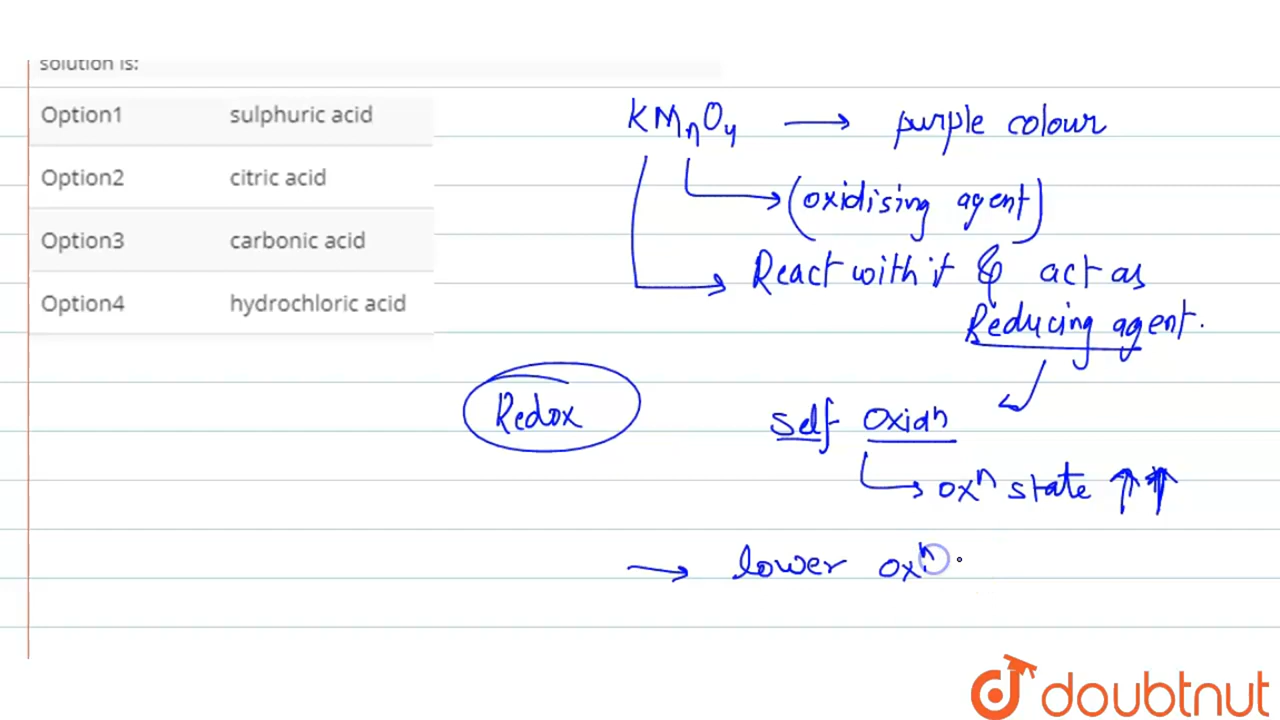 solution is:
Option1 sulphuric acid
Option2 citric acid
Option3 carbonic acid
Option4 hydrochloric acid
KMnO4 → purple colour
(oxidising agent)
React with it & act as
Reducing agent.
Redox
Self Oxian
oxn state ↑↑
→ lower oxn
doubtnut